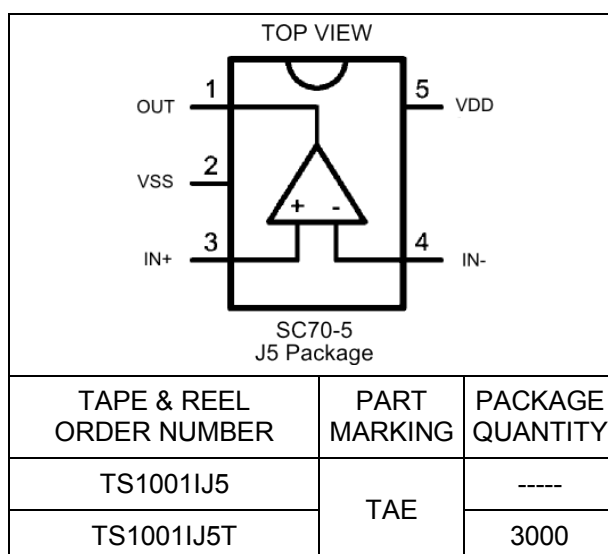 TOP VIEW
1
OUT
5
VDD
2
VSS
+ -
3
IN+
4
IN-
SC70-5
J5 Package
TAPE & REEL
ORDER NUMBER
PART
MARKING
PACKAGE
QUANTITY
TS1001IJ5
TAE
-----
TS1001IJ5T
3000